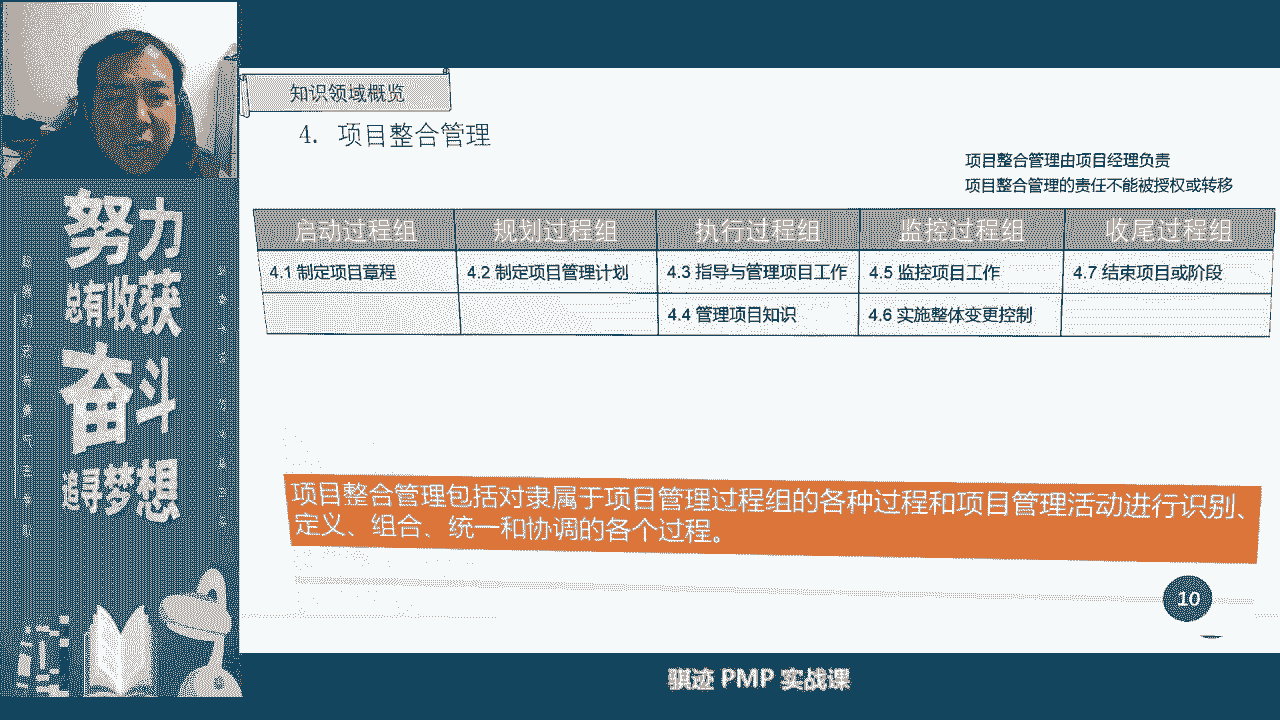 努力
总有收获
奋斗
追寻梦想
知识领域概览
4. 项目整合管理
项目整合管理由项目经理负责
项目整合管理的责任不能被授权或转移
启动过程组 规划过程组 执行过程组 监控过程组 收尾过程组
4.1 制定项目章程 4.2 制定项目管理计划 4.3 指导与管理项目工作 4.5 监控项目工作 4.7 结束项目或阶段
4.4 管理项目知识 4.6 实施整体变更控制
项目整合管理包括对隶属于项目管理过程组的各种过程和项目管理活动进行识别、
定义、组合、统一和协调的各个过程。
10
骐迹 PMP 实战课